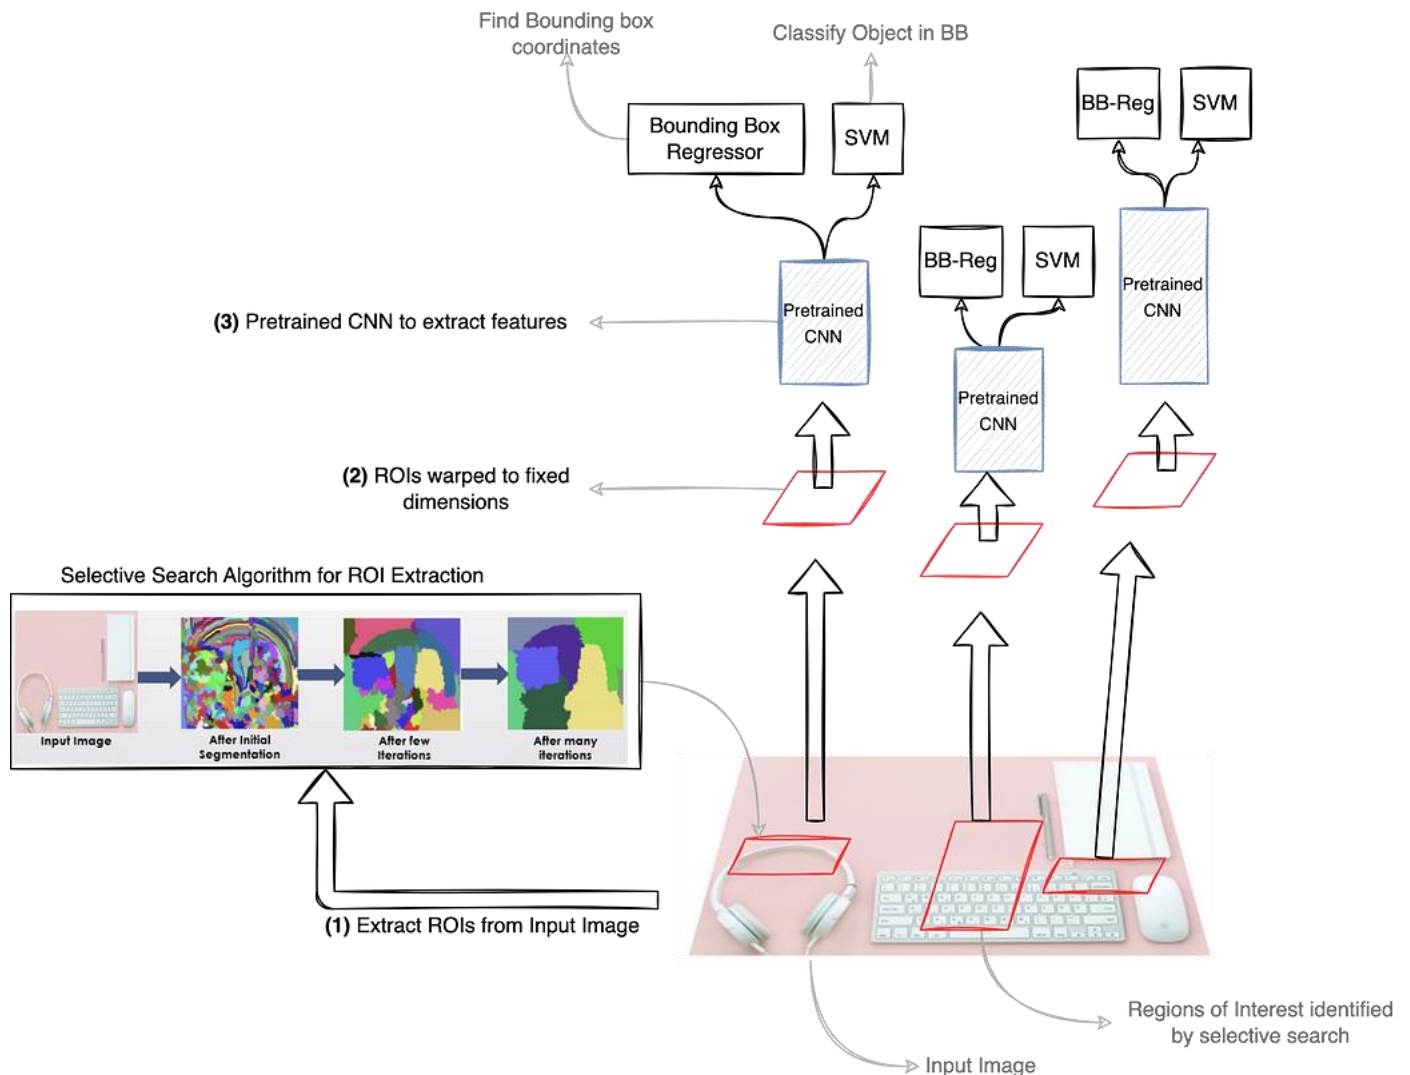 Find Bounding box
coordinates
Classify Object in BB
Bounding Box
Regressor
SVM
BB-Reg
SVM
BB-Reg
SVM
Pretrained
CNN
Pretrained
CNN
Pretrained
CNN
(3) Pretrained CNN to extract features
(2) ROIs warped to fixed
dimensions
Selective Search Algorithm for ROI Extraction
Input Image
After Initial
Segmentation
After few
Iterations
After many
iterations
(1) Extract ROIs from Input Image
Regions of Interest identified
by selective search
Input Image